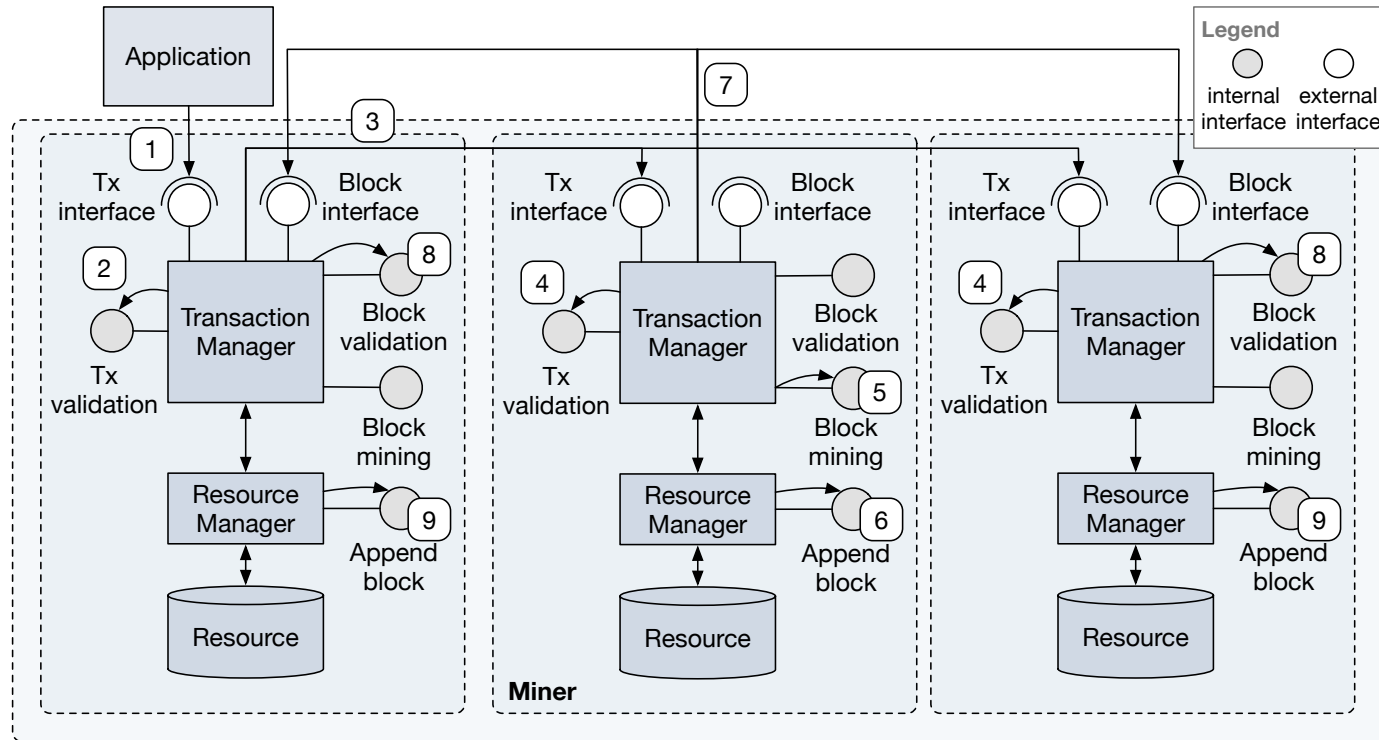 Application
Legend
internal
interface
external
interface
7
3
1
Tx
interface
Block
interface
2
8
Block
validation
Transaction
Manager
Tx
validation
Block
mining
Resource
Manager
9
Append
block
Resource
Tx
interface
Block
interface
4
Block
validation
Transaction
Manager
Tx
validation
5
Block
mining
Resource
Manager
6
Append
block
Resource
Miner
Tx
interface
Block
interface
4
8
Block
validation
Transaction
Manager
Tx
validation
Block
mining
Resource
Manager
9
Append
block
Resource